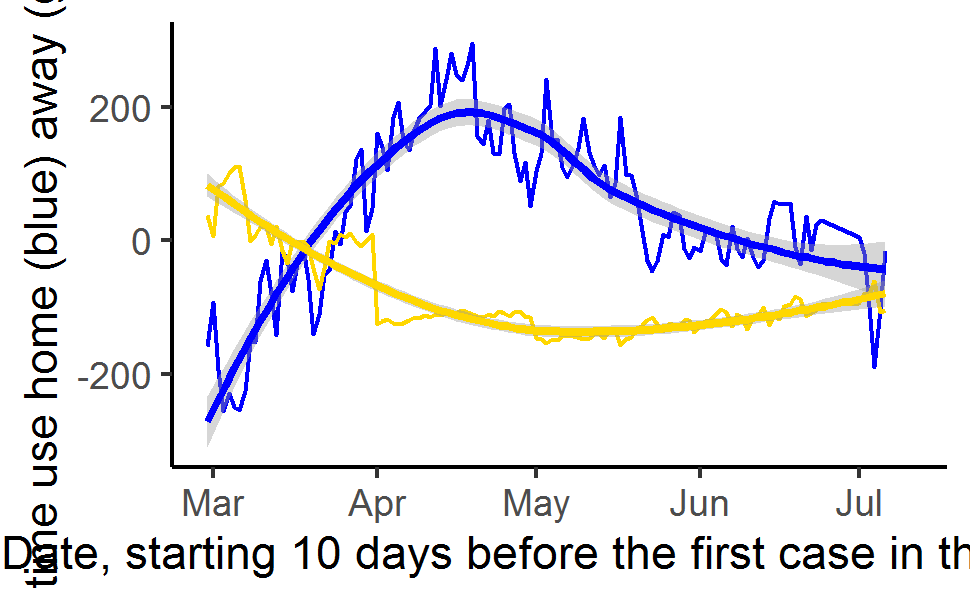 time use home (blue) away (
200
0
-200
Mar Apr May Jun Jul
Date, starting 10 days before the first case in th